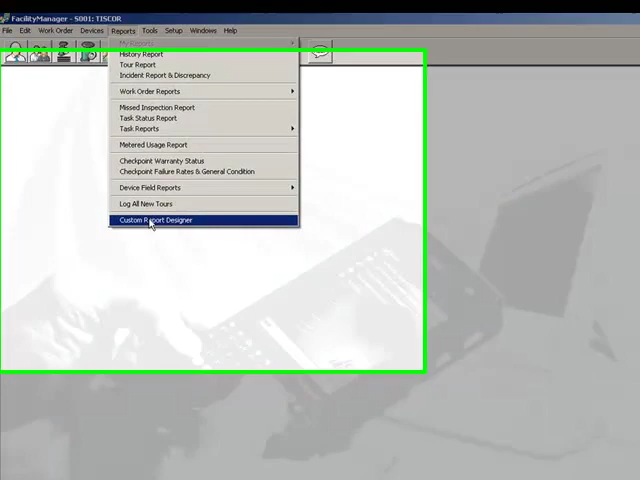 FacilityManager - S001: TISCOR
File Edit Work Order Devices Reports Tools Setup Windows Help
My Reports
History Report
Tour Report
Incident Report & Discrepancy
Work Order Reports
Missed Inspection Report
Task Status Report
Task Reports
Metered Usage Report
Checkpoint Warranty Status
Checkpoint Failure Rates & General Condition
Device Field Reports
Log All New Tours
Custom Report Designer